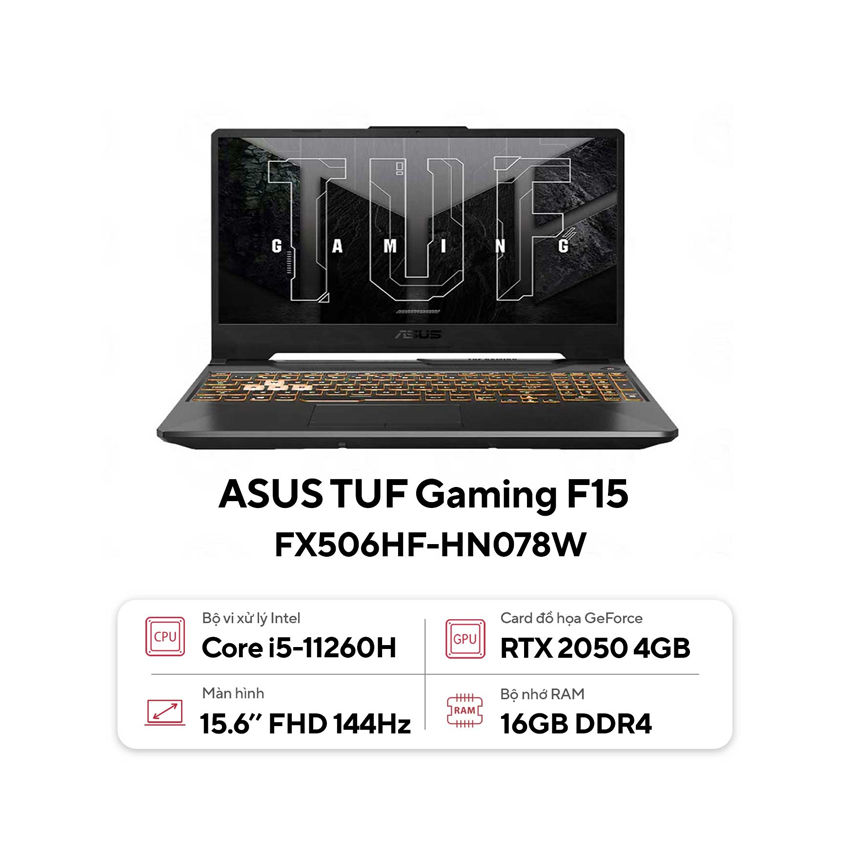 TUF
GAMING
ASUS
TUF GAMING
ASUS TUF Gaming F15
FX506HF-HN078W
CPU
Bộ vi xử lý Intel
Core i5-11260H
GPU
Card đồ họa GeForce
RTX 2050 4GB
Màn hình
15.6’’ FHD 144Hz
RAM
Bộ nhớ RAM
16GB DDR4